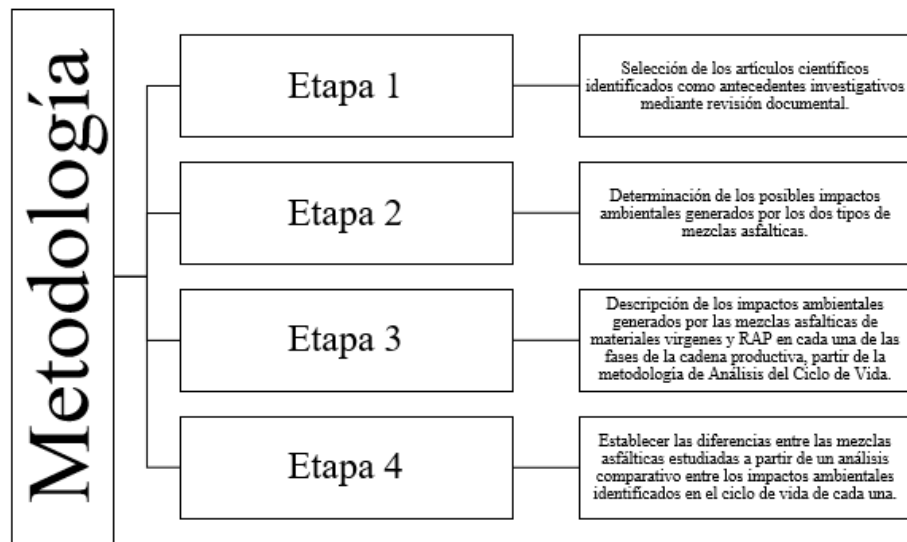 Metodología
Etapa 1
Selección de los artículos científicos
identificados como antecedentes investigativos
mediante revisión documental.
Etapa 2
Determinación de los posibles impactos
ambientales generados por los dos tipos de
mezclas asfalticas.
Etapa 3
Descripción de los impactos ambientales
generados por las mezclas asfalticas de
materiales virgenes y RAP en cada una de las
fases de la cadena productiva, partir de la
metodología de Análisis del Ciclo de Vida.
Etapa 4
Establecer las diferencias entre las mezclas
asfálticas estudiadas a partir de un análisis
comparativo entre los impactos ambientales
identificados en el ciclo de vida de cada una.